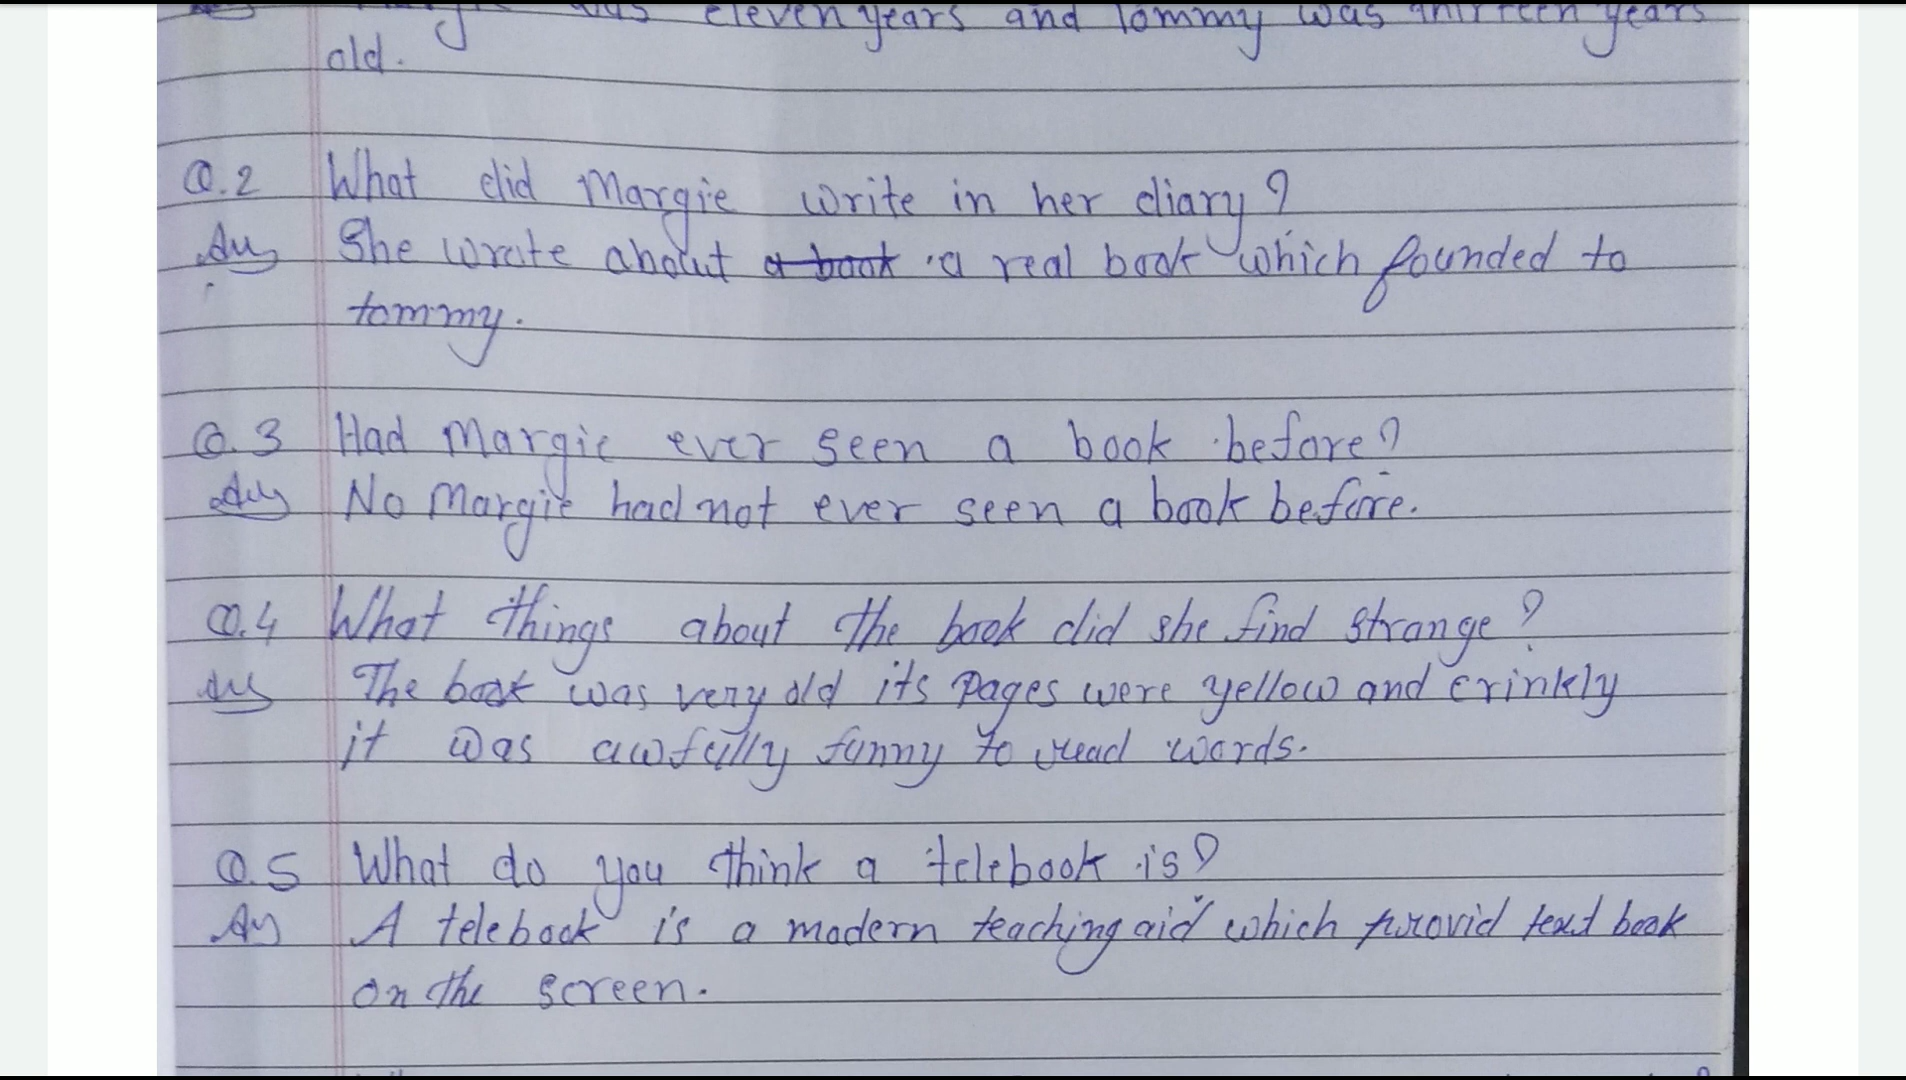 was eleven years and Tommy was thirteen years
old.
Q.2 What did Margie write in her diary?
Ans She wrote about a book a real book which founded to
tommy.
Q.3 Had Margie ever seen a book before?
Ans No Margie had not ever seen a book before.
Q.4 What things about the book did she find strange?
Ans The book was very old its pages were yellow and crinkly
it was awfully funny to read words.
Q.5 What do you think a telebook is?
Ans A telebook is a modern teaching aid which provid text book
on the screen.